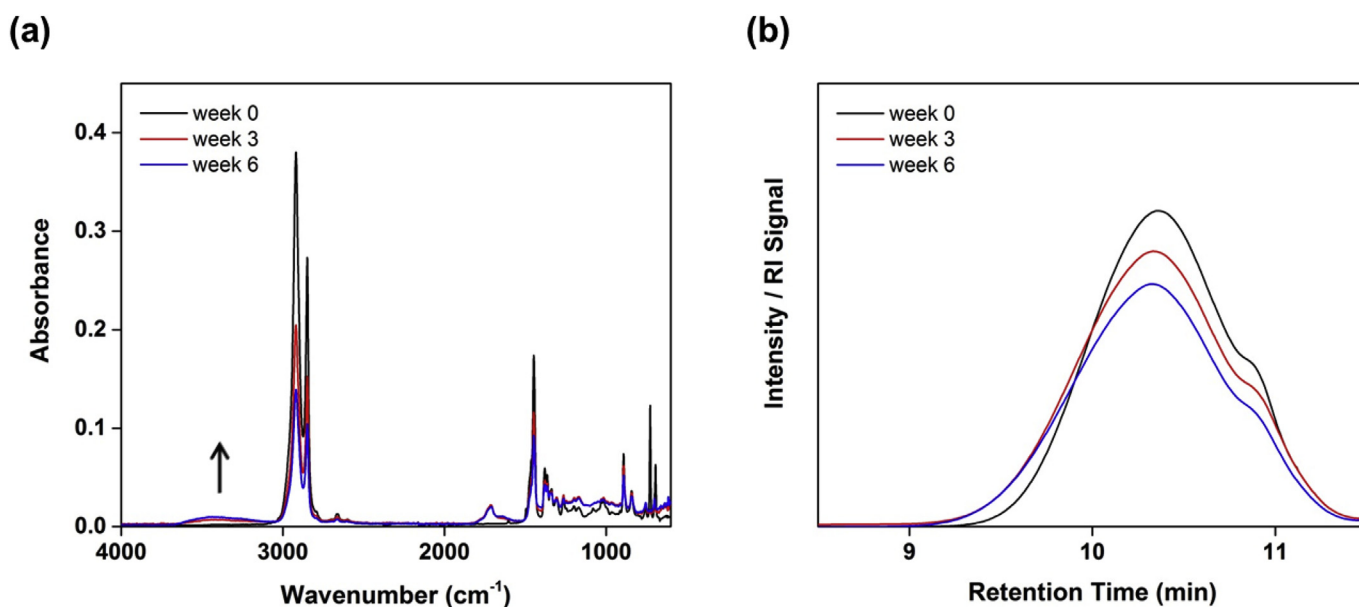 (a)
week 0
week 3
week 6
0.4
0.3
0.2
0.1
0.0
Absorbance
4000 3000 2000 1000
Wavenumber (cm⁻¹)
(b)
week 0
week 3
week 6
Intensity / RI Signal
9 10 11
Retention Time (min)